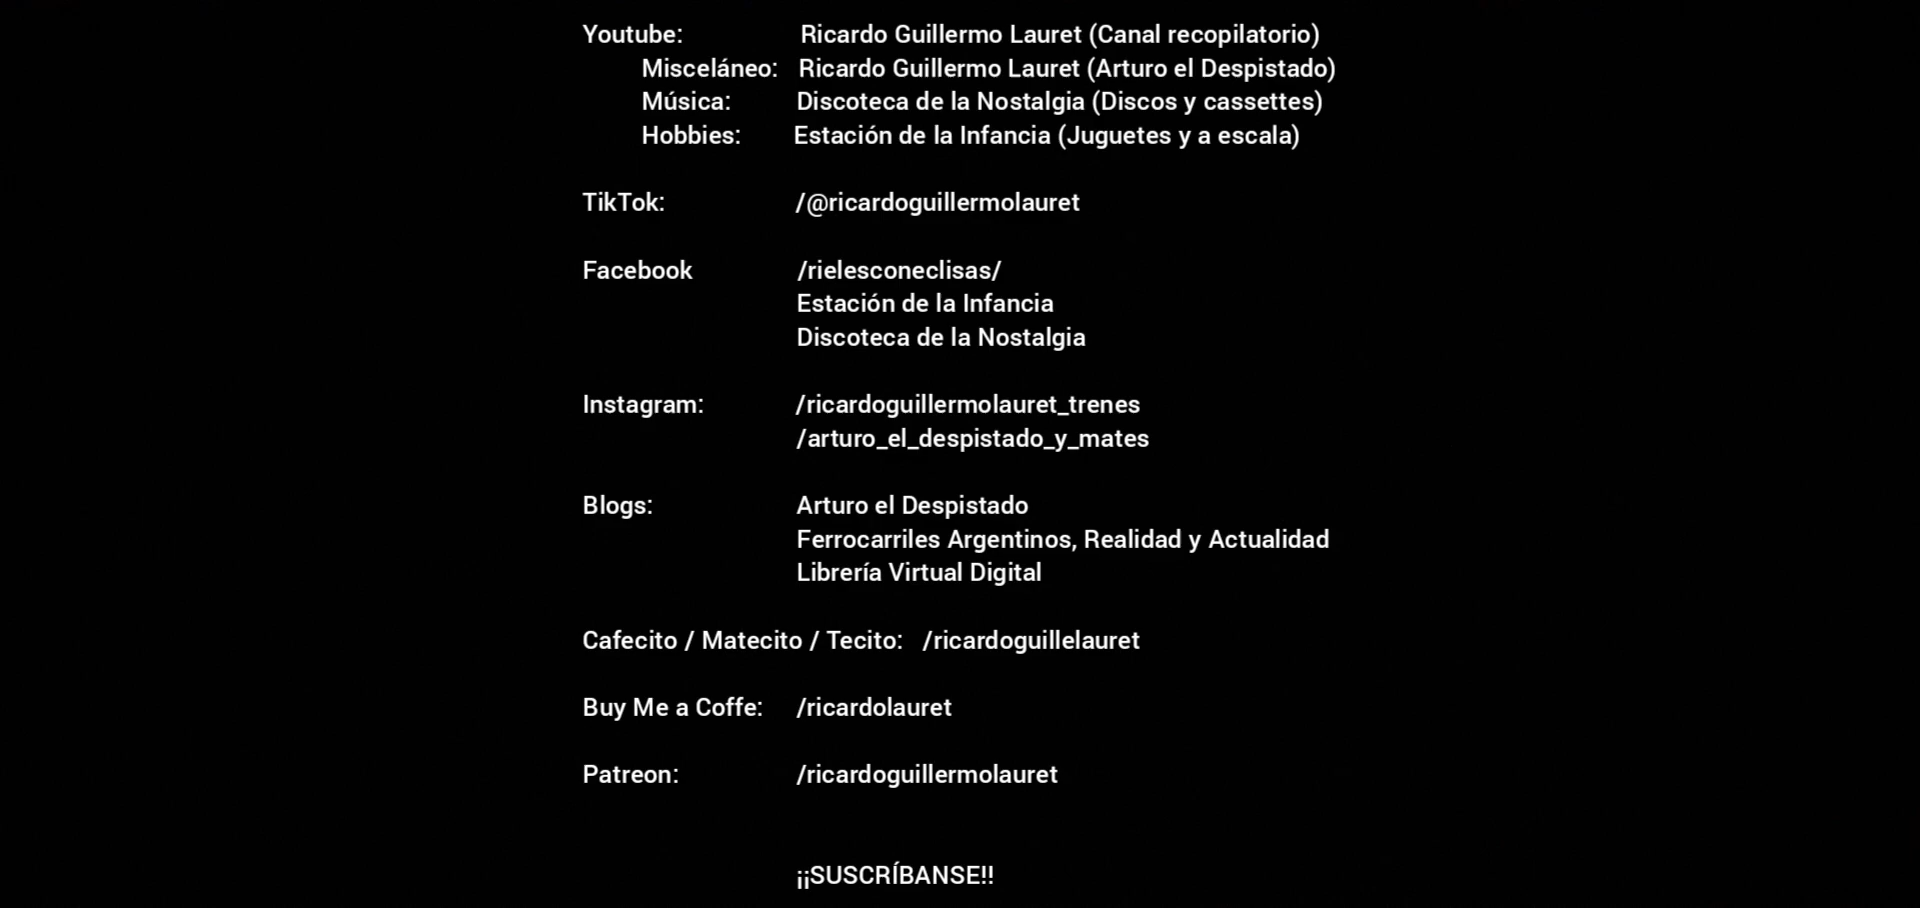 Youtube: Ricardo Guillermo Lauret (Canal recopilatorio)
Misceláneo: Ricardo Guillermo Lauret (Arturo el Despistado)
Música: Discoteca de la Nostalgia (Discos y cassettes)
Hobbies: Estación de la Infancia (Juguetes y a escala)
TikTok: /@ricardoguillermolauret
Facebook /rielesconeclisas/
Estación de la Infancia
Discoteca de la Nostalgia
Instagram: /ricardoguillermolauret_trenes
/arturo_el_despistado_y_mates
Blogs: Arturo el Despistado
Ferrocarriles Argentinos, Realidad y Actualidad
Librería Virtual Digital
Cafecito / Matecito / Tecito: /ricardoguillelauret
Buy Me a Coffe: /ricardolauret
Patreon: /ricardoguillermolauret
¡¡SUSCRÍBANSE!!